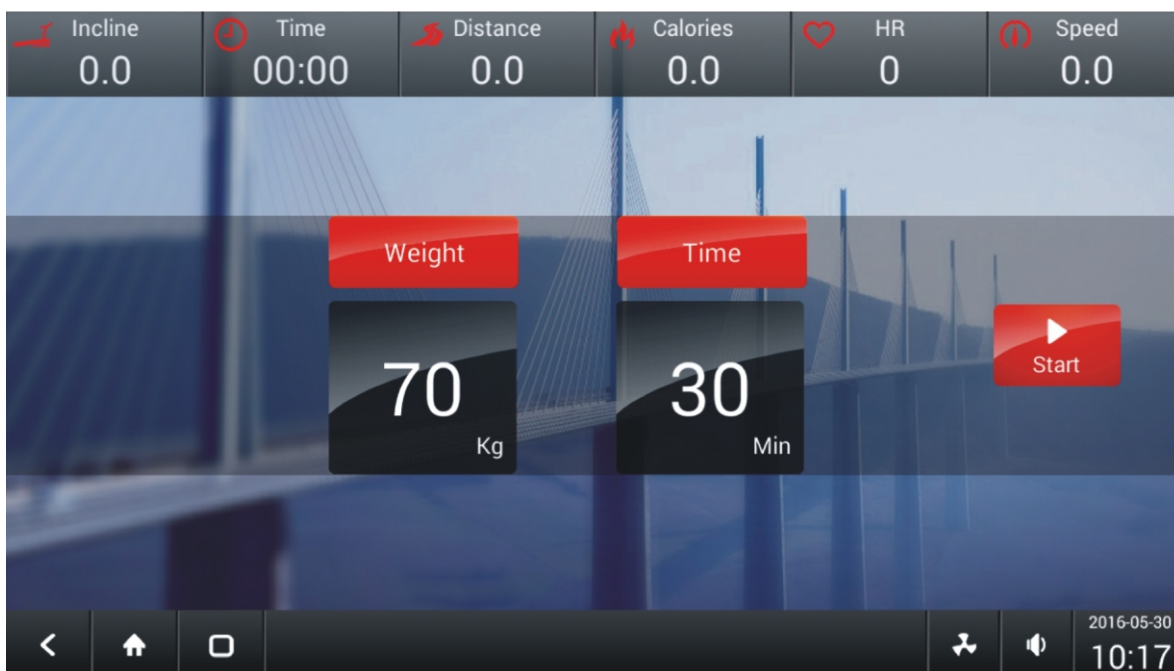 Incline Time Distance Calories HR Speed
0.0 00:00 0.0 0.0 0 0.0
Weight Time
70 30
Kg Min
Start
2016-05-30
10:17